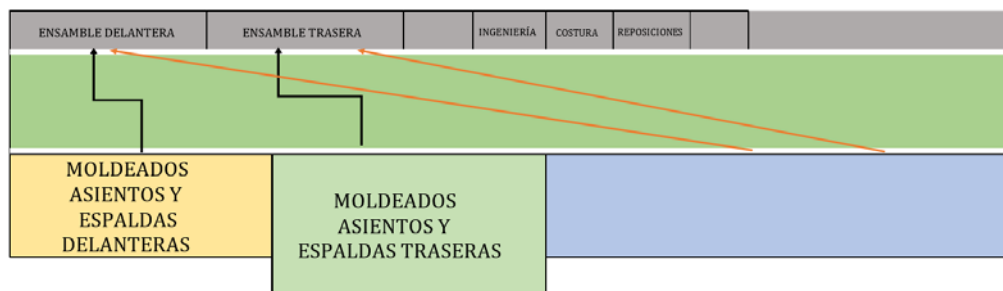 ENSAMBLE DELANTERA
ENSAMBLE TRASERA
INGENIERÍA
COSTURA
REPOSICIONES
MOLDEADOS
ASIENTOS Y
ESPALDAS
DELANTERAS
MOLDEADOS
ASIENTOS Y
ESPALDAS TRASERAS